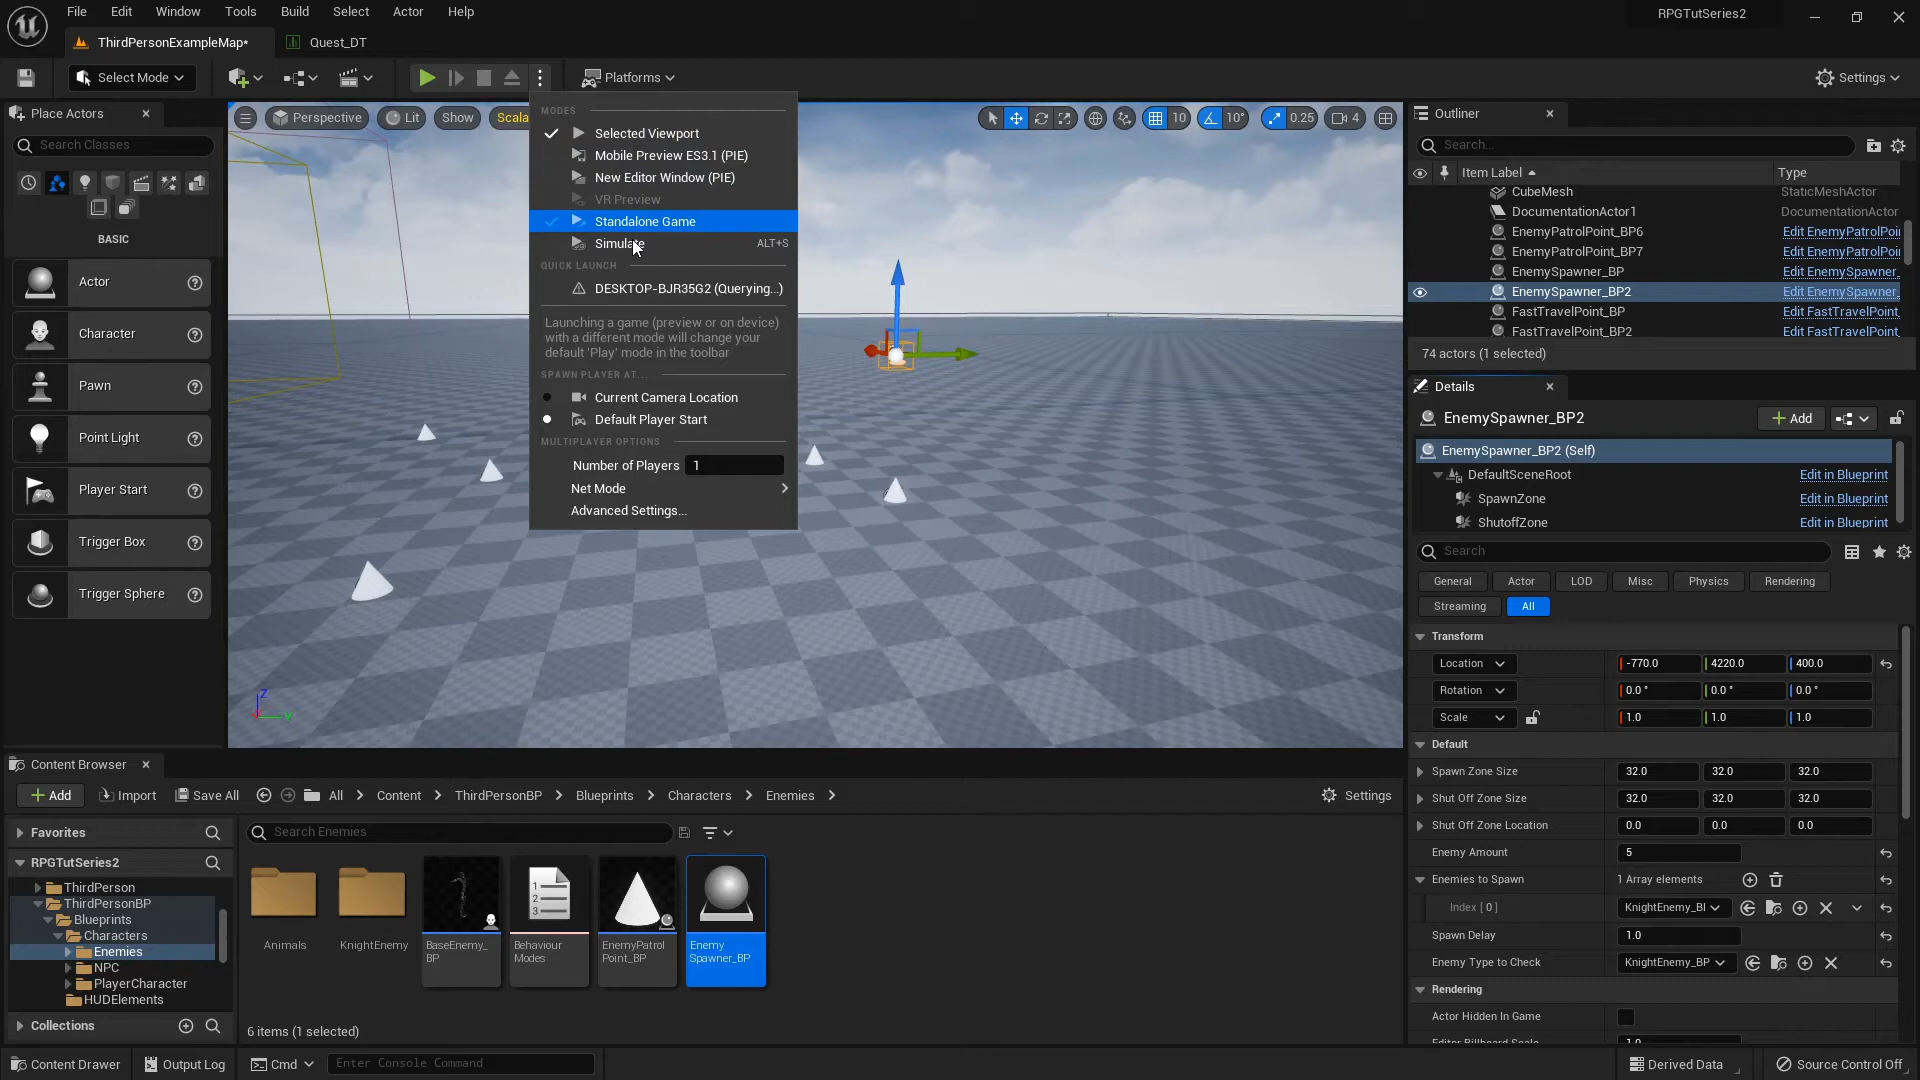 File Edit Window Tools Build Select Actor Help
RPGTutSeries2
ThirdPersonExampleMap*
Quest_DT
Select Mode
Platforms
Settings
Place Actors
Search Classes
BASIC
Actor
Character
Pawn
Point Light
Player Start
Trigger Box
Trigger Sphere
Perspective
Lit
Show
Scala
10
10°
0.25
4
MODES
Selected Viewport
Mobile Preview ES3.1 (PIE)
New Editor Window (PIE)
VR Preview
Standalone Game
Simulate ALT+S
QUICK LAUNCH
DESKTOP-BJR35G2 (Querying...)
Launching a game (preview or on device)
with a different mode will change your
default 'Play' mode in the toolbar
SPAWN PLAYER AT...
Current Camera Location
Default Player Start
MULTIPLAYER OPTIONS
Number of Players 1
Net Mode
Advanced Settings...
Z
Y
Outliner
Search...
Item Label Type
CubeMesh StaticMeshActor
DocumentationActor1 DocumentationActor
EnemyPatrolPoint_BP6 Edit EnemyPatrolPoi
EnemyPatrolPoint_BP7 Edit EnemyPatrolPoi
EnemySpawner_BP Edit EnemySpawner_
EnemySpawner_BP2 Edit EnemySpawner_
FastTravelPoint_BP Edit FastTravelPoint_
FastTravelPoint_BP2 Edit FastTravelPoint_
74 actors (1 selected)
Details
EnemySpawner_BP2
Add
EnemySpawner_BP2 (Self)
DefaultSceneRoot Edit in Blueprint
SpawnZone Edit in Blueprint
ShutoffZone Edit in Blueprint
Search
General Actor LOD Misc Physics Rendering
Streaming All
Transform
Location -770.0 4220.0 400.0
Rotation 0.0° 0.0° 0.0°
Scale 1.0 1.0 1.0
Default
Spawn Zone Size 32.0 32.0 32.0
Shut Off Zone Size 32.0 32.0 32.0
Shut Off Zone Location 0.0 0.0 0.0
Enemy Amount 5
Enemies to Spawn 1 Array elements
Index [ 0 ] KnightEnemy_BI
Spawn Delay 1.0
Enemy Type to Check KnightEnemy_BP
Rendering
Actor Hidden In Game
Editor Billboard Scale 1.0
Content Browser
Add Import Save All All Content ThirdPersonBP Blueprints Characters Enemies Settings
Favorites
RPGTutSeries2
ThirdPerson
ThirdPersonBP
Blueprints
Characters
Enemies
NPC
PlayerCharacter
HUDElements
Collections
Search Enemies
Animals
KnightEnemy
BaseEnemy_
BP
Behaviour
Modes
EnemyPatrol
Point_BP
Enemy
Spawner_BP
6 items (1 selected)
Content Drawer Output Log Cmd Enter Console Command Derived Data Source Control Off